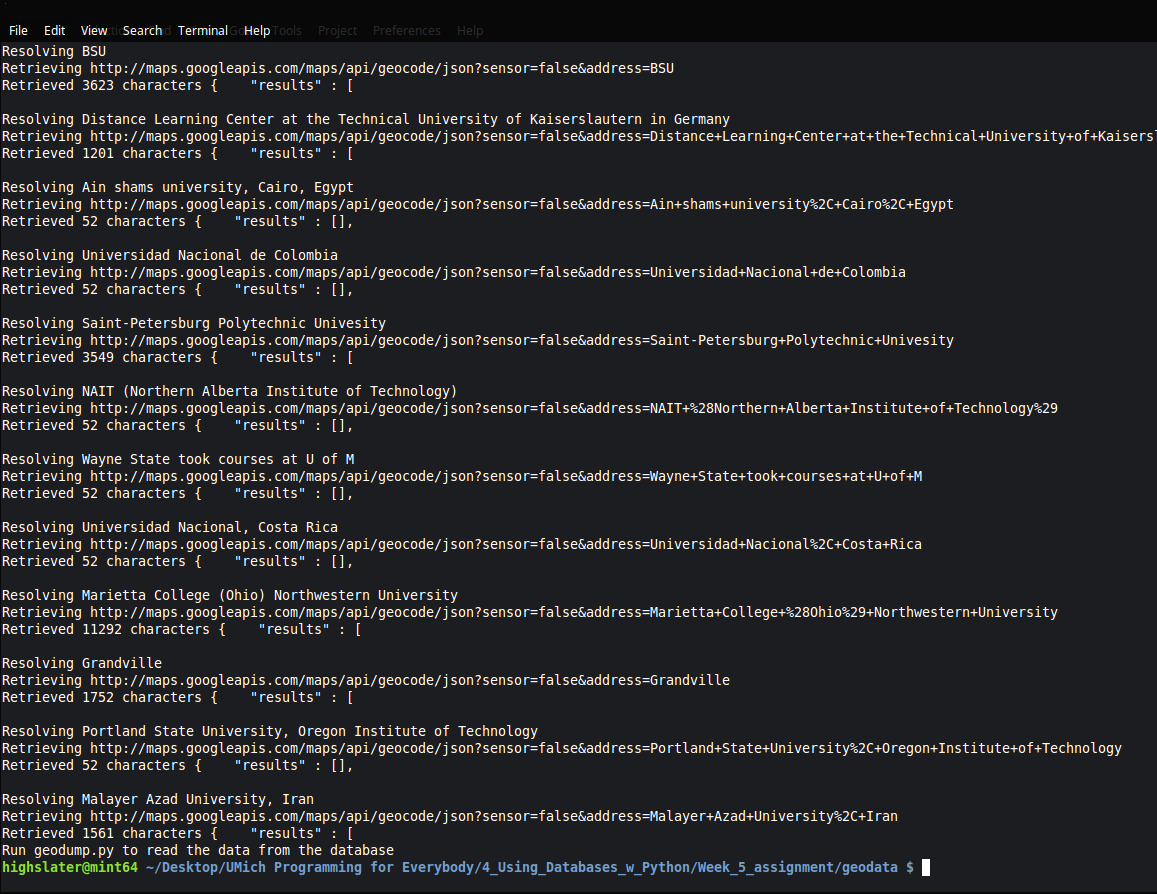 File Edit View Search Terminal Help Tools Project Preferences Help
Resolving BSU
Retrieving http://maps.googleapis.com/maps/api/geocode/json?sensor=false&address=BSU
Retrieved 3623 characters {    "results" : [
Resolving Distance Learning Center at the Technical University of Kaiserslautern in Germany
Retrieving http://maps.googleapis.com/maps/api/geocode/json?sensor=false&address=Distance+Learning+Center+at+the+Technical+University+of+Kaisersl
Retrieved 1201 characters {    "results" : [
Resolving Ain shams university, Cairo, Egypt
Retrieving http://maps.googleapis.com/maps/api/geocode/json?sensor=false&address=Ain+shams+university%2C+Cairo%2C+Egypt
Retrieved 52 characters {    "results" : [],
Resolving Universidad Nacional de Colombia
Retrieving http://maps.googleapis.com/maps/api/geocode/json?sensor=false&address=Universidad+Nacional+de+Colombia
Retrieved 52 characters {    "results" : [],
Resolving Saint-Petersburg Polytechnic Univesity
Retrieving http://maps.googleapis.com/maps/api/geocode/json?sensor=false&address=Saint-Petersburg+Polytechnic+Univesity
Retrieved 3549 characters {    "results" : [
Resolving NAIT (Northern Alberta Institute of Technology)
Retrieving http://maps.googleapis.com/maps/api/geocode/json?sensor=false&address=NAIT+%28Northern+Alberta+Institute+of+Technology%29
Retrieved 52 characters {    "results" : [],
Resolving Wayne State took courses at U of M
Retrieving http://maps.googleapis.com/maps/api/geocode/json?sensor=false&address=Wayne+State+took+courses+at+U+of+M
Retrieved 52 characters {    "results" : [],
Resolving Universidad Nacional, Costa Rica
Retrieving http://maps.googleapis.com/maps/api/geocode/json?sensor=false&address=Universidad+Nacional%2C+Costa+Rica
Retrieved 52 characters {    "results" : [],
Resolving Marietta College (Ohio) Northwestern University
Retrieving http://maps.googleapis.com/maps/api/geocode/json?sensor=false&address=Marietta+College+%28Ohio%29+Northwestern+University
Retrieved 11292 characters {    "results" : [
Resolving Grandville
Retrieving http://maps.googleapis.com/maps/api/geocode/json?sensor=false&address=Grandville
Retrieved 1752 characters {    "results" : [
Resolving Portland State University, Oregon Institute of Technology
Retrieving http://maps.googleapis.com/maps/api/geocode/json?sensor=false&address=Portland+State+University%2C+Oregon+Institute+of+Technology
Retrieved 52 characters {    "results" : [],
Resolving Malayer Azad University, Iran
Retrieving http://maps.googleapis.com/maps/api/geocode/json?sensor=false&address=Malayer+Azad+University%2C+Iran
Retrieved 1561 characters {    "results" : [
Run geodump.py to read the data from the database
highslater@mint64 ~/Desktop/UMich Programming for Everybody/4_Using_Databases_w_Python/Week_5_assignment/geodata $